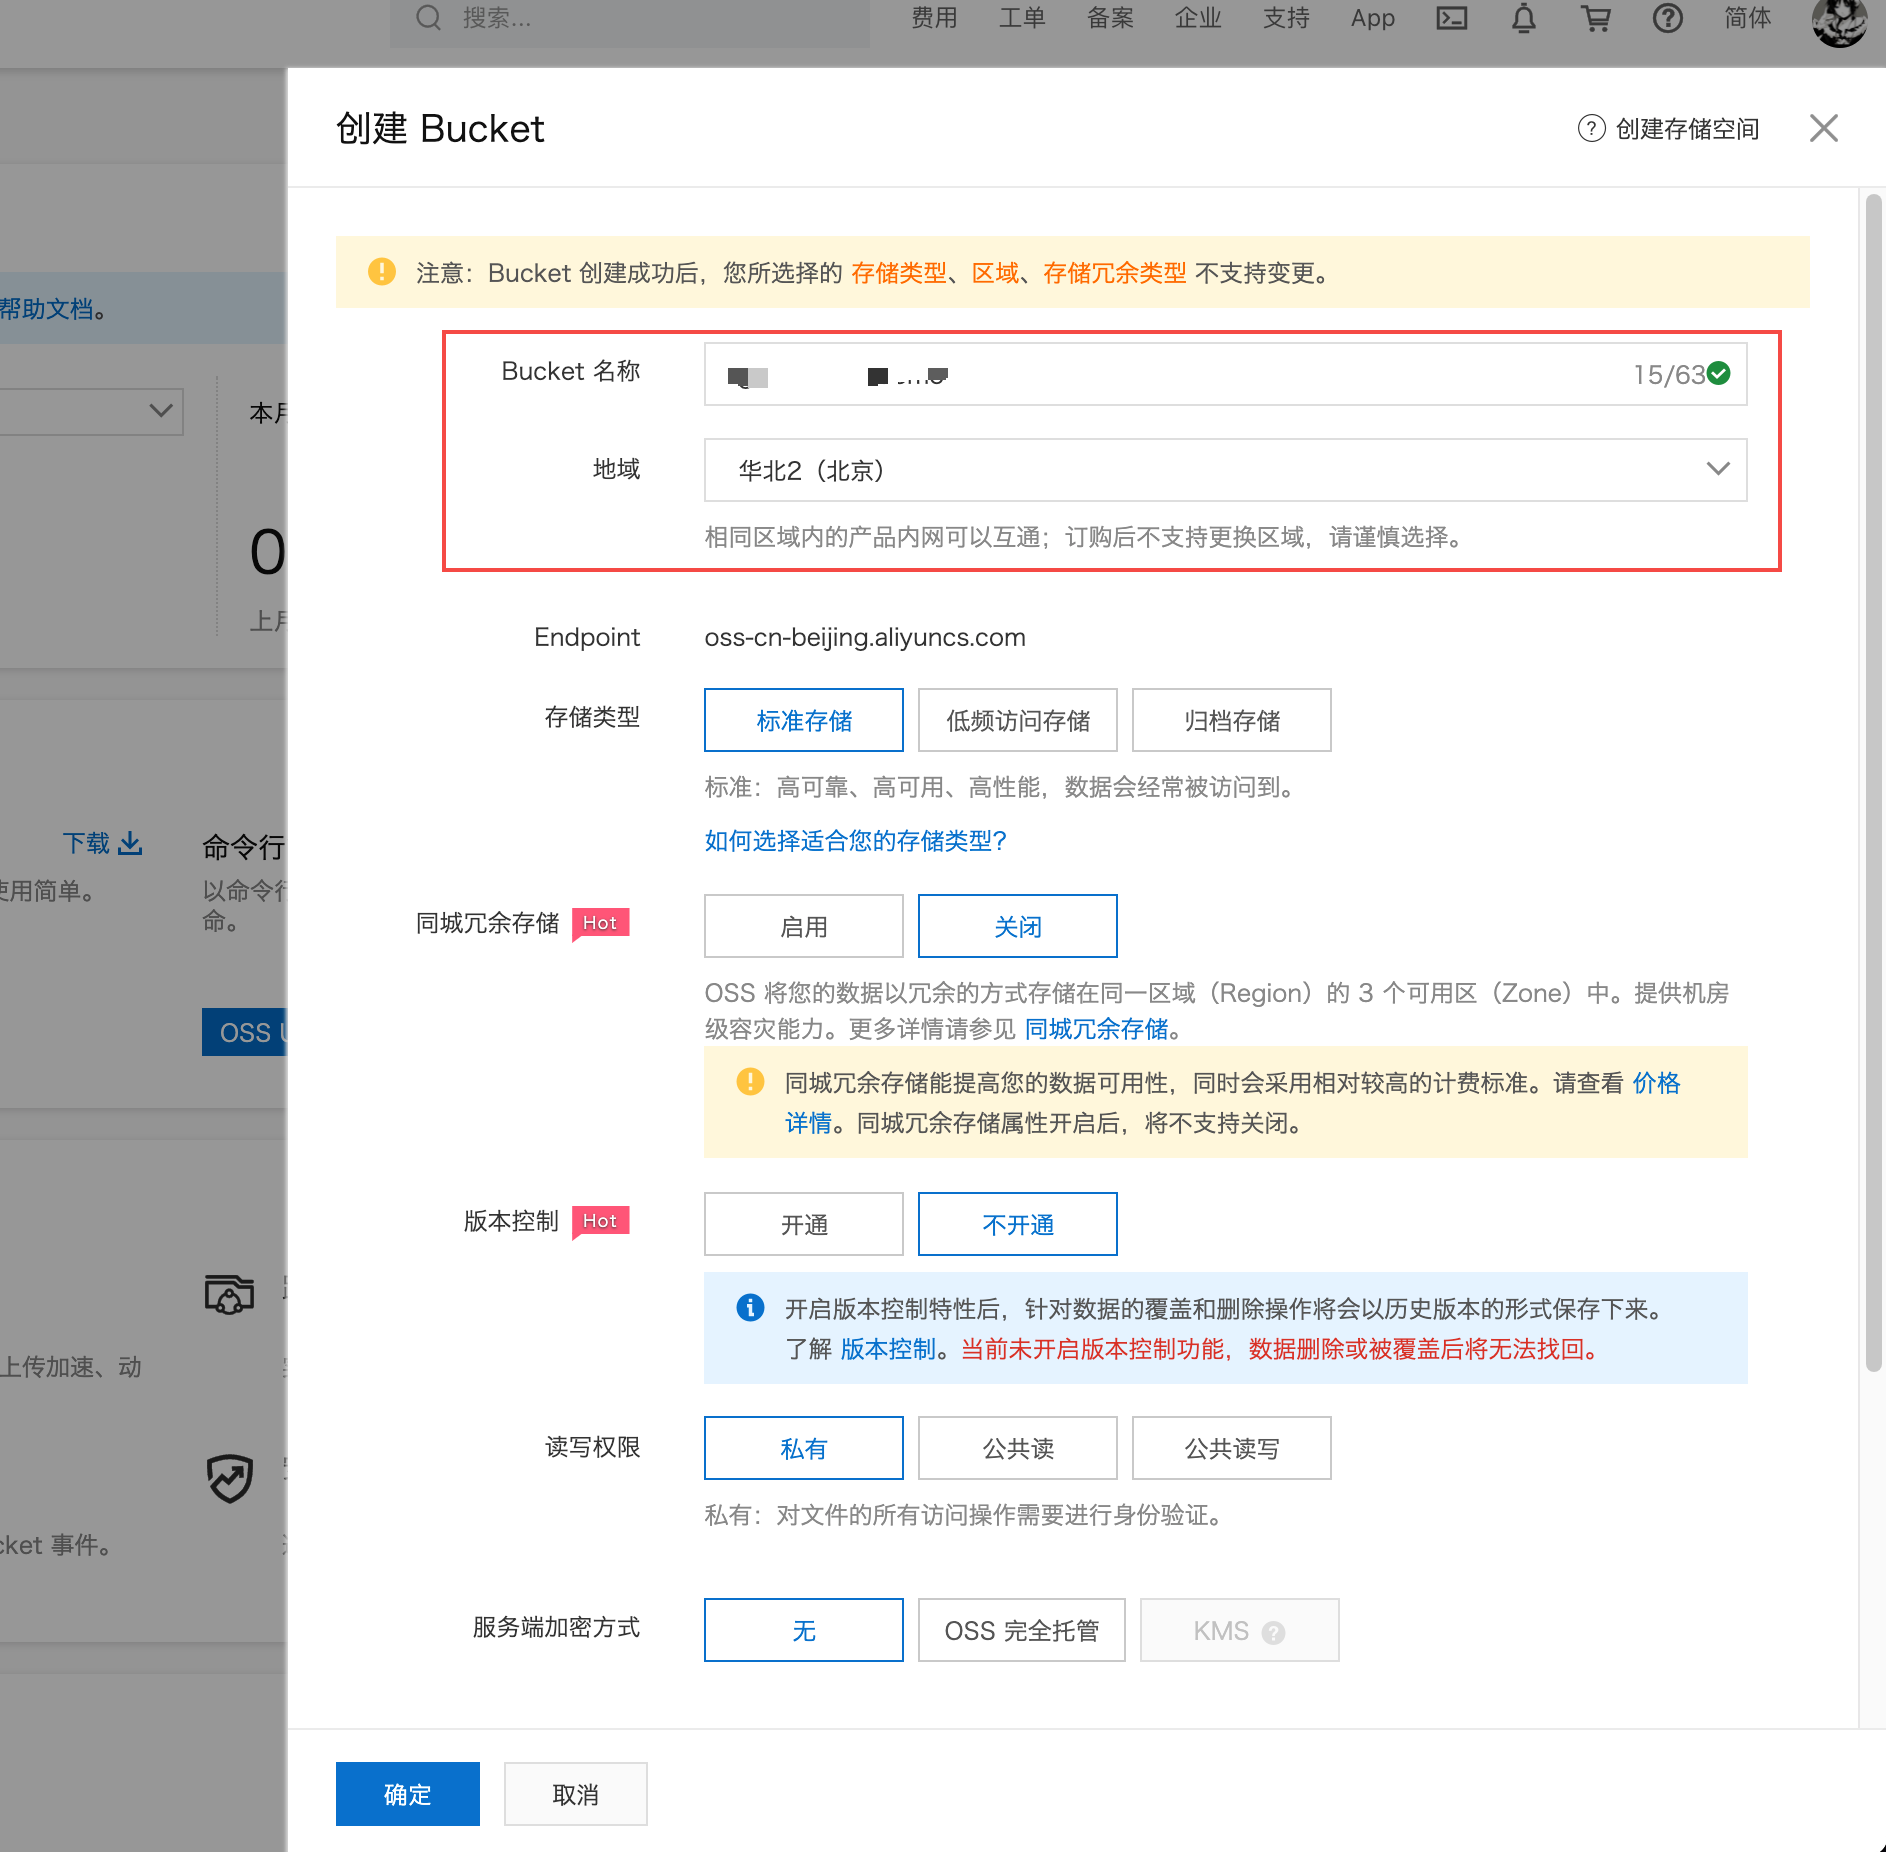 搜索...
费用 工单 备案 企业 支持 App 简体
创建 Bucket
创建存储空间
注意：Bucket 创建成功后，您所选择的 存储类型、区域、存储冗余类型 不支持变更。
帮助文档。
Bucket 名称
15/63
地域
华北2（北京）
相同区域内的产品内网可以互通；订购后不支持更换区域，请谨慎选择。
本月
0
上月
Endpoint
oss-cn-beijing.aliyuncs.com
存储类型
标准存储 低频访问存储 归档存储
标准：高可靠、高可用、高性能，数据会经常被访问到。
如何选择适合您的存储类型？
下载
命令行
使用简单。
以命令行
命。
OSS U
同城冗余存储 Hot
启用 关闭
OSS 将您的数据以冗余的方式存储在同一区域（Region）的 3 个可用区（Zone）中。提供机房
级容灾能力。更多详情请参见 同城冗余存储。
同城冗余存储能提高您的数据可用性，同时会采用相对较高的计费标准。请查看 价格
详情。同城冗余存储属性开启后，将不支持关闭。
版本控制 Hot
开通 不开通
开启版本控制特性后，针对数据的覆盖和删除操作将会以历史版本的形式保存下来。
了解 版本控制。当前未开启版本控制功能，数据删除或被覆盖后将无法找回。
上传加速、动
读写权限
私有 公共读 公共读写
私有：对文件的所有访问操作需要进行身份验证。
cket 事件。
服务端加密方式
无 OSS 完全托管 KMS
确定 取消